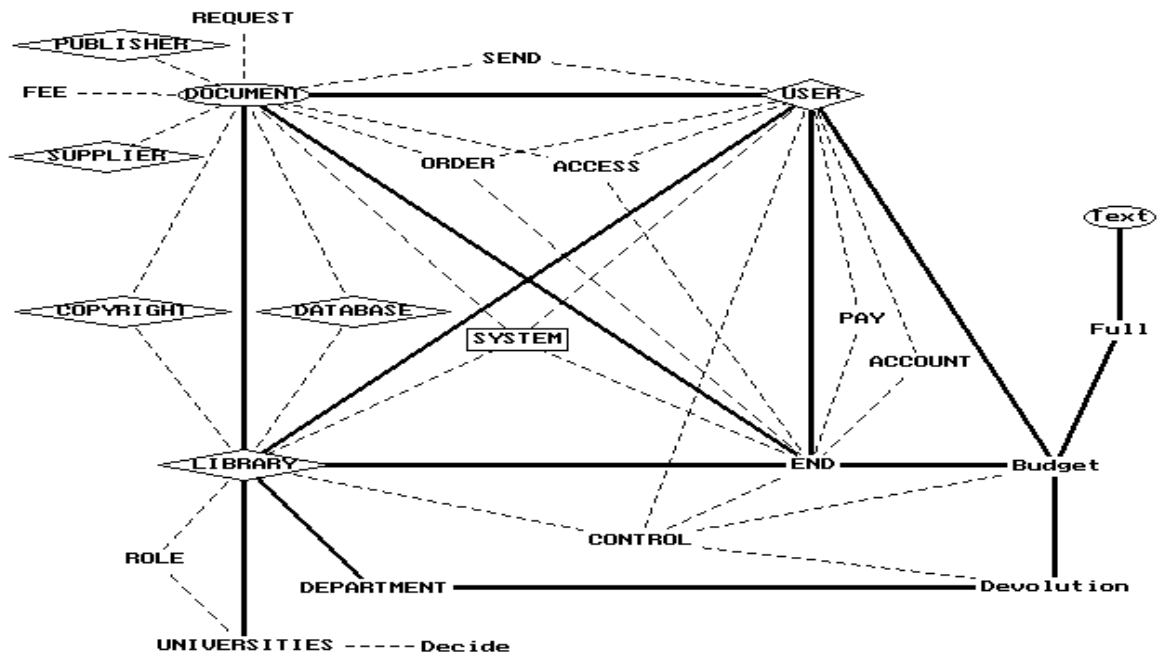 REQUEST
PUBLISHER
SEND
FEE
DOCUMENT
USER
SUPPLIER
ORDER
ACCESS
Text
COPYRIGHT
DATABASE
PAY
Full
SYSTEM
ACCOUNT
LIBRARY
END
Budget
CONTROL
ROLE
DEPARTMENT
Devolution
UNIVERSITIES
Decide